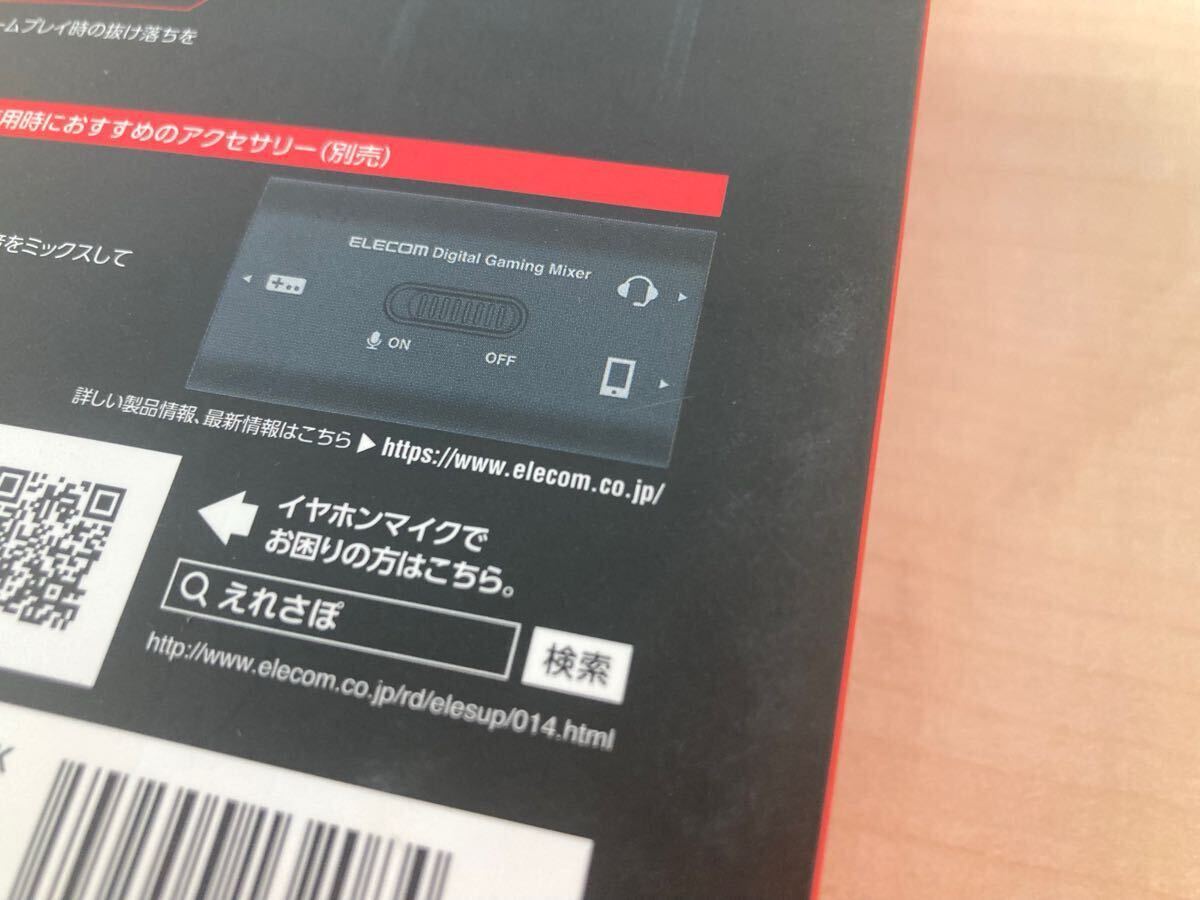 ームプレイ時の抜け落ちを
用時におすすめのアクセサリー(別売)
をミックスして
ELECOM Digital Gaming Mixer
ON
OFF
詳しい製品情報、最新情報はこちら▶https://www.elecom.co.jp/
イヤホンマイクで
お困りの方はこちら。
えれさぽ
検索
http://www.elecom.co.jp/rd/elesup/014.html
K